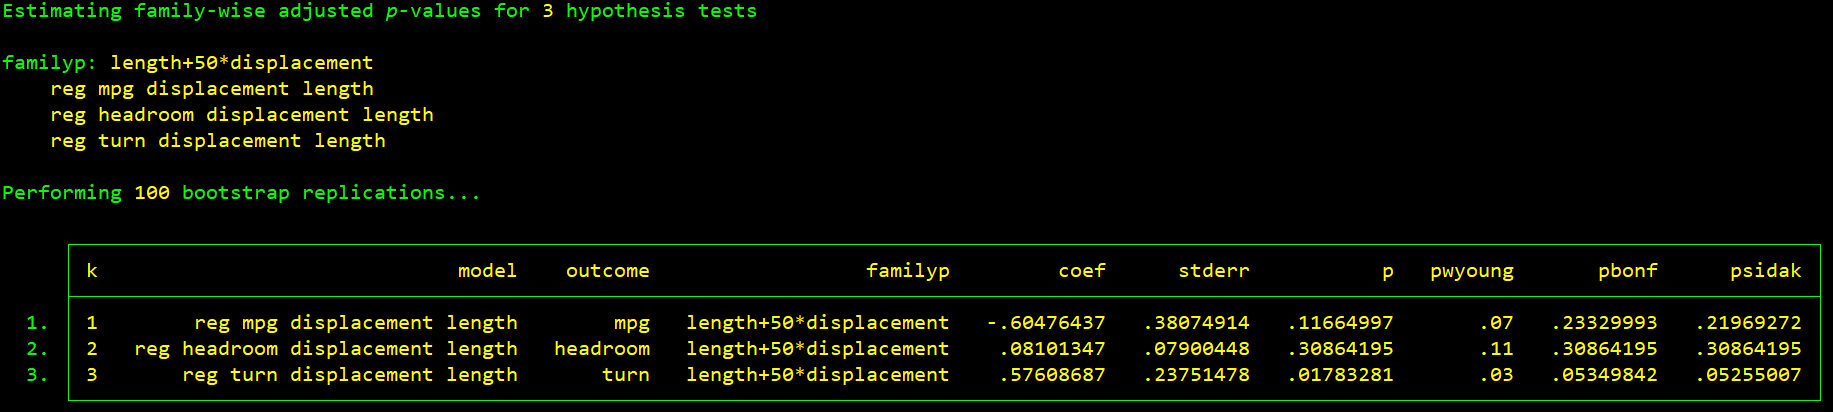 Estimating family-wise adjusted p-values for 3 hypothesis tests
familyp: length+50*displacement
reg mpg displacement length
reg headroom displacement length
reg turn displacement length
Performing 100 bootstrap replications...
k model outcome familyp coef stderr p pwyoung pbonf psidak
1. 1 reg mpg displacement length mpg length+50*displacement -.60476437 .38074914 .11664997 .07 .23329993 .21969272
2. 2 reg headroom displacement length headroom length+50*displacement .08101347 .07900448 .30864195 .11 .30864195 .30864195
3. 3 reg turn displacement length turn length+50*displacement .57608687 .23751478 .01783281 .03 .05349842 .05255007